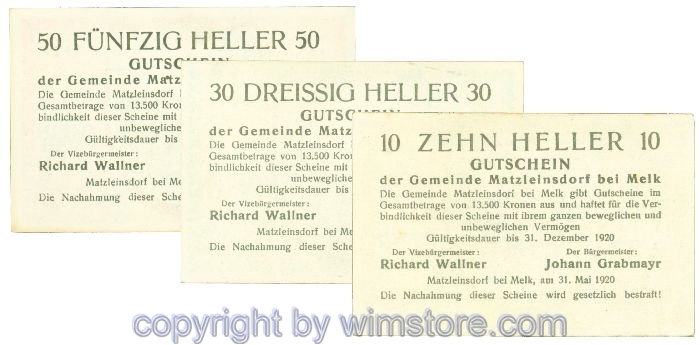 50 FÜNFZIG HELLER 50
GUTSCHEIN
der Gemeinde Matzleinsdorf
Die Gemeinde Matzleinsdorf bei
Gesamtbetrage von 13.500 Kronen
bindlichkeit dieser Scheine mit
unbeweglichen
Gültigkeitsdauer bis
Der Vizebürgermeister:
Richard Wallner
Matzleinsdorf bei Me
Die Nachahmung dieser Sche
30 DREISSIG HELLER 30
GUTSCHEIN
der Gemeinde Matz
Die Gemeinde Matzleinsdorf
Gesamtbetrage von 13.500 K
bindlichkeit dieser Scheine m
unbeweglich
Gültigkeitsdauer b
Der Vizebürgermeister:
Richard Wallner
Matzleinsdorf bei
Die Nachahmung dieser S
10 ZEHN HELLER 10
GUTSCHEIN
der Gemeinde Matzleinsdorf bei Melk
Die Gemeinde Matzleinsdorf bei Melk gibt Gutscheine im
Gesamtbetrage von 13.500 Kronen aus und haftet für die Ver-
bindlichkeit dieser Scheine mit ihrem ganzen beweglichen und
unbeweglichen Vermögen
Gültigkeitsdauer bis 31. Dezember 1920
Der Vizebürgermeister: Der Bürgermeister:
Richard Wallner Johann Grabmayr
Matzleinsdorf bei Melk, am 31. Mai 1920
Die Nachahmung dieser Scheine wird gesetzlich bestraft!
copyright by wimstore.com